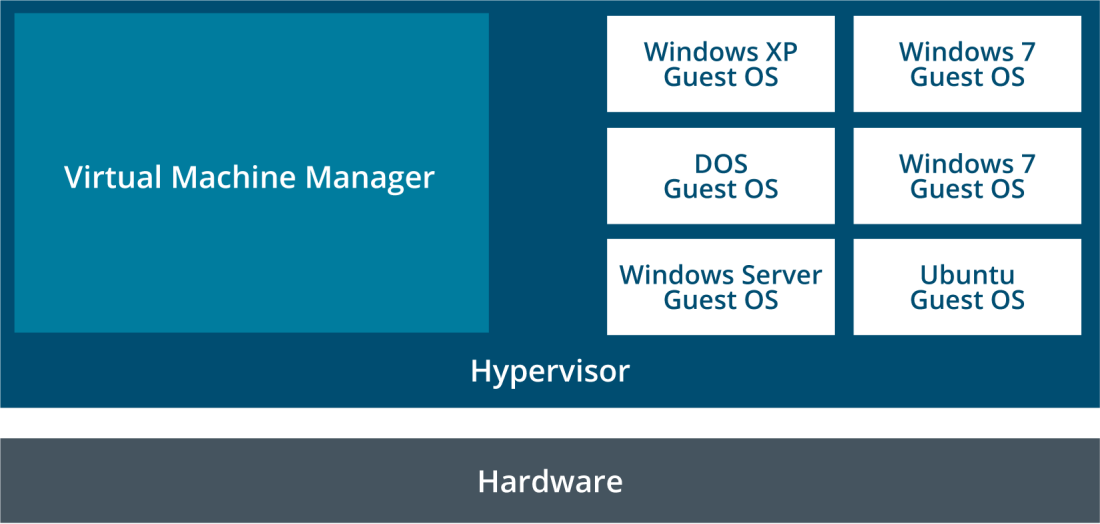 Virtual Machine Manager
Windows XP
Guest OS
Windows 7
Guest OS
DOS
Guest OS
Windows 7
Guest OS
Windows Server
Guest OS
Ubuntu
Guest OS
Hypervisor
Hardware